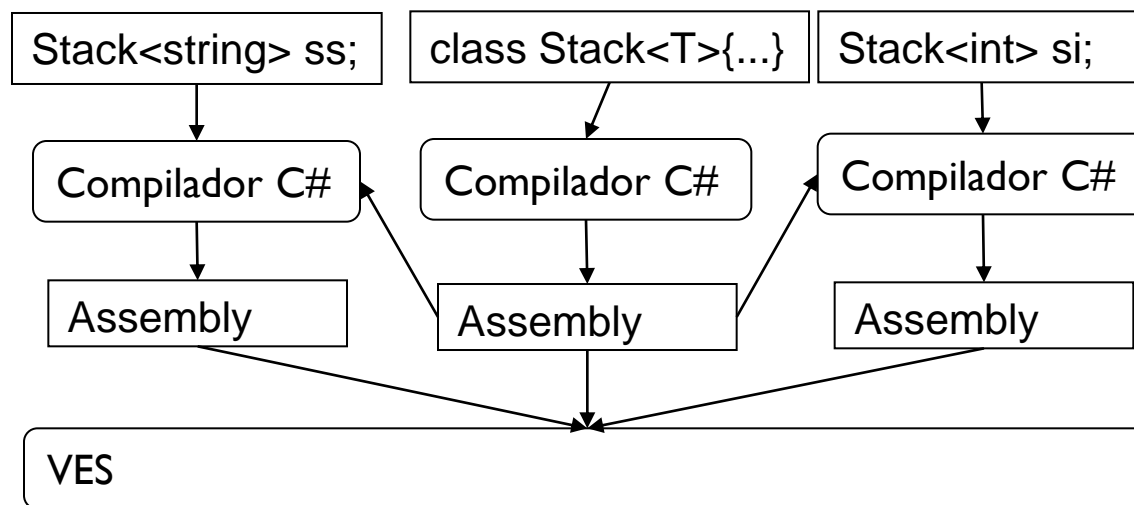 Stack<string> ss;
class Stack<T>{...}
Stack<int> si;
Compilador C#
Compilador C#
Compilador C#
Assembly
Assembly
Assembly
VES